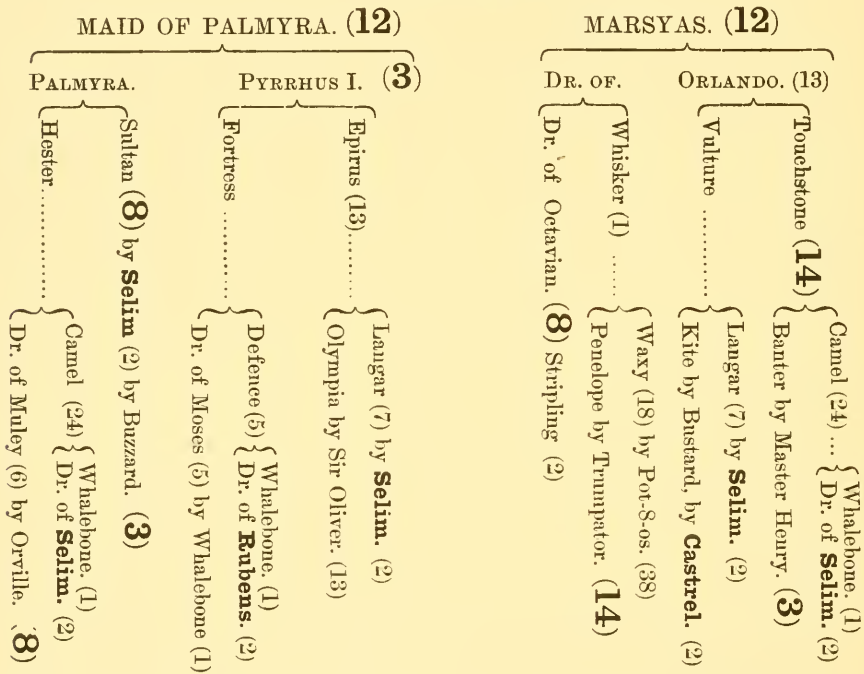 MAID OF PALMYRA. (12)
PALMYRA.
PYRRHUS I. (3)
Hester..............
Sultan (8) by Selim (2) by Buzzard. (3)
Fortress ............
Epirus (13).........
Dr. of Muley (6) by Orville. (8)
Camel (24)
Whalebone. (1)
Dr. of Selim. (2)
Dr. of Moses (5) by Whalebone (1)
Defence (5)
Whalebone. (1)
Dr. of Rubens. (2)
Olympia by Sir Oliver. (13)
Langar (7) by Selim. (2)
MARSYAS. (12)
DR. OF.
ORLANDO. (13)
Dr. of Octavian. (8) Stripling (2)
Whisker (1) ......
Vulture ............
Touchstone (14)
Penelope by Trumpator. (14)
Waxy (18) by Pot-8-os. (38)
Kite by Bustard, by Castrel. (2)
Langar (7) by Selim. (2)
Banter by Master Henry. (3)
Camel (24) ...
Whalebone. (1)
Dr. of Selim. (2)